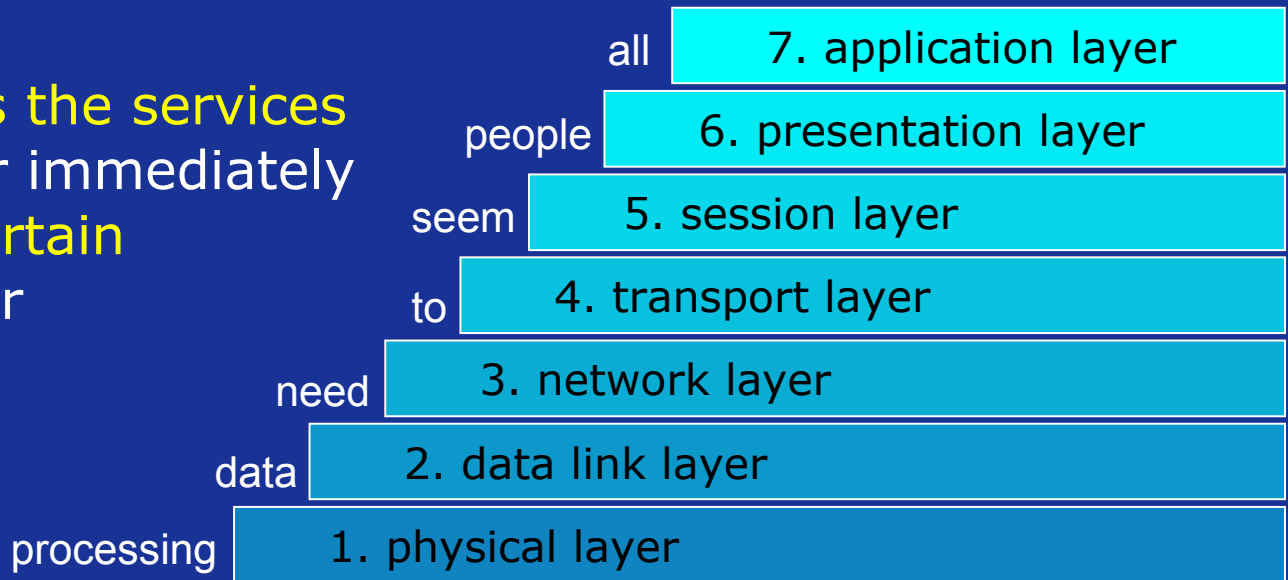 all 7. application layer
s the services
people 6. presentation layer
r immediately
seem 5. session layer
rtain
to 4. transport layer
r
need 3. network layer
data 2. data link layer
processing 1. physical layer